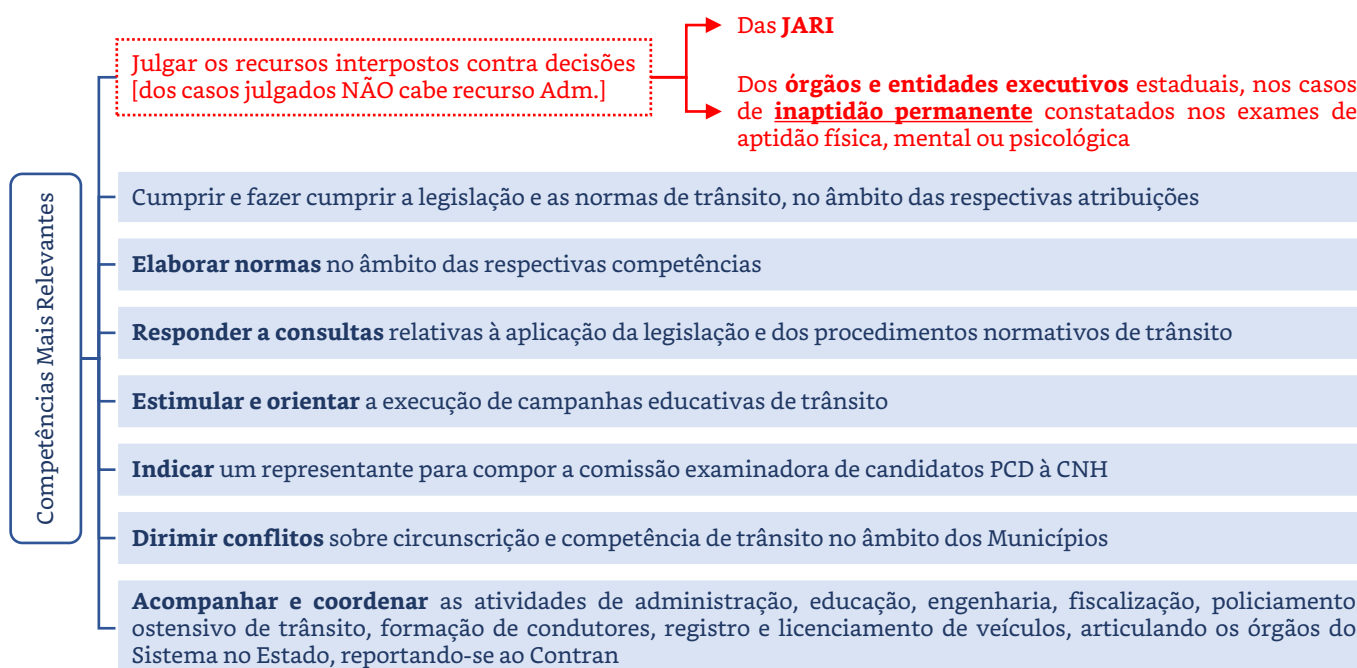 Das JARI
Julgar os recursos interpostos contra decisões
[dos casos julgados NÃO cabe recurso Adm.]
Dos órgãos e entidades executivos estaduais, nos casos
de inaptidão permanente constatados nos exames de
aptidão física, mental ou psicológica
Competências Mais Relevantes
Cumprir e fazer cumprir a legislação e as normas de trânsito, no âmbito das respectivas atribuições
Elaborar normas no âmbito das respectivas competências
Responder a consultas relativas à aplicação da legislação e dos procedimentos normativos de trânsito
Estimular e orientar a execução de campanhas educativas de trânsito
Indicar um representante para compor a comissão examinadora de candidatos PCD à CNH
Dirimir conflitos sobre circunscrição e competência de trânsito no âmbito dos Municípios
Acompanhar e coordenar as atividades de administração, educação, engenharia, fiscalização, policiamento
ostensivo de trânsito, formação de condutores, registro e licenciamento de veículos, articulando os órgãos do
Sistema no Estado, reportando-se ao Contran